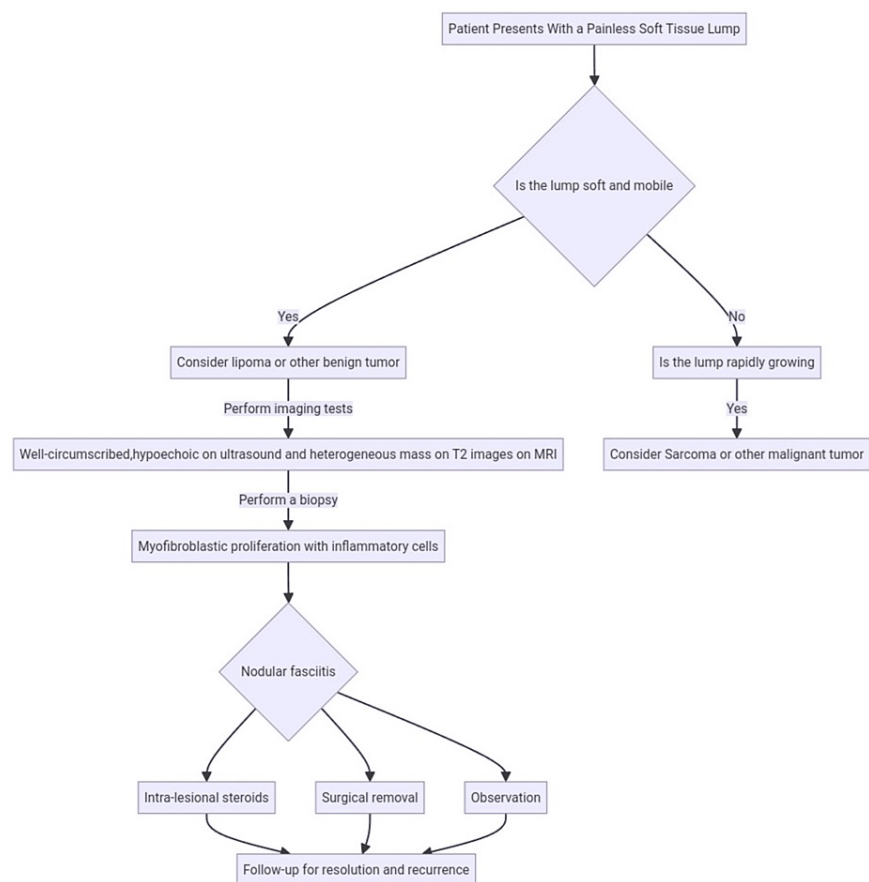 Patient Presents With a Painless Soft Tissue Lump
Is the lump soft and mobile
Yes
No
Consider lipoma or other benign tumor
Is the lump rapidly growing
Perform imaging tests
Yes
Well-circumscribed,hypoechoic on ultrasound and heterogeneous mass on T2 images on MRI
Consider Sarcoma or other malignant tumor
Perform a biopsy
Myofibroblastic proliferation with inflammatory cells
Nodular fasciitis
Intra-lesional steroids
Surgical removal
Observation
Follow-up for resolution and recurrence